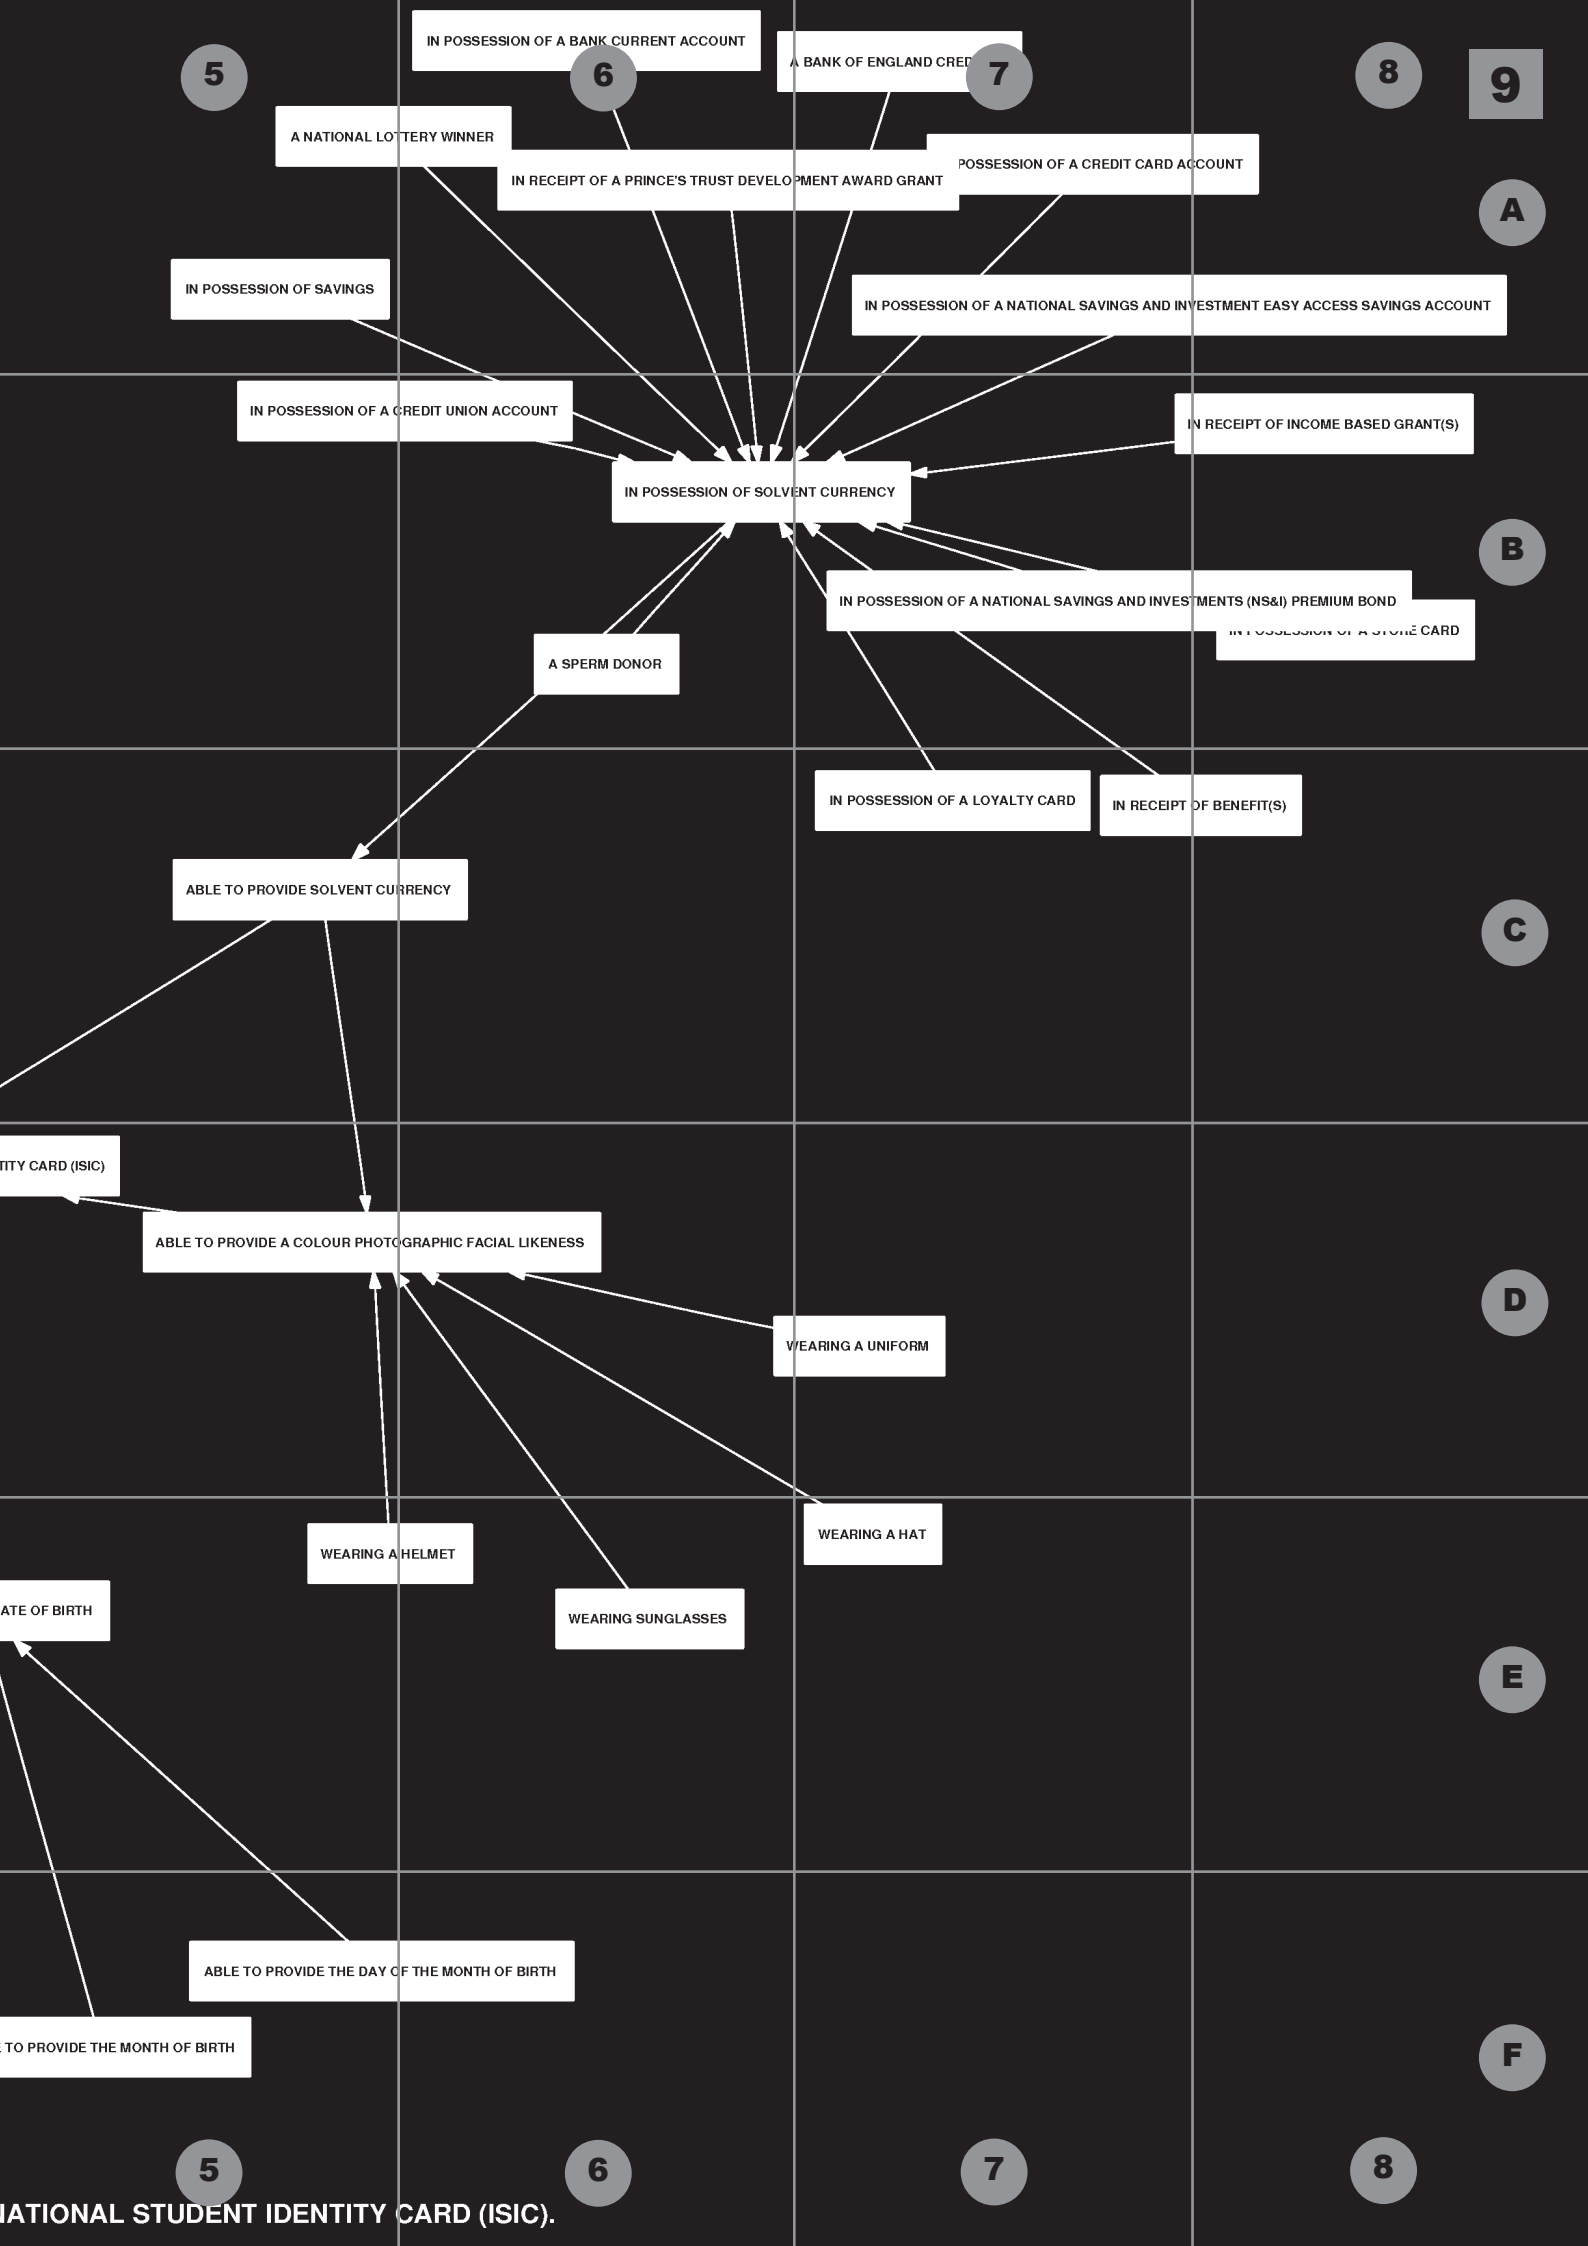 IN POSSESSION OF A BANK CURRENT ACCOUNT
A BANK OF ENGLAND
5
6
7
8
9
A NATIONAL LOTTERY WINNER
POSSESSION OF A CREDIT CARD ACCOUNT
IN RECEIPT OF A PRINCE'S TRUST DEVELOPMENT AWARD GRANT
A
IN POSSESSION OF SAVINGS
IN POSSESSION OF A NATIONAL SAVINGS AND INVESTMENT EASY ACCESS SAVINGS ACCOUNT
IN POSSESSION OF A CREDIT UNION ACCOUNT
IN RECEIPT OF INCOME BASED GRANT(S)
IN POSSESSION OF SOLVENT CURRENCY
B
IN POSSESSION OF A NATIONAL SAVINGS AND INVESTMENTS (NS&I) PREMIUM BOND
IN POSSESSION OF A STORE CARD
A SPERM DONOR
IN POSSESSION OF A LOYALTY CARD
IN RECEIPT OF BENEFIT(S)
ABLE TO PROVIDE SOLVENT CURRENCY
C
TITY CARD (ISIC)
ABLE TO PROVIDE A COLOUR PHOTOGRAPHIC FACIAL LIKENESS
D
WEARING A UNIFORM
WEARING A HAT
WEARING A HELMET
ATE OF BIRTH
WEARING SUNGLASSES
E
ABLE TO PROVIDE THE DAY OF THE MONTH OF BIRTH
TO PROVIDE THE MONTH OF BIRTH
F
5
6
7
8
NATIONAL STUDENT IDENTITY CARD (ISIC).